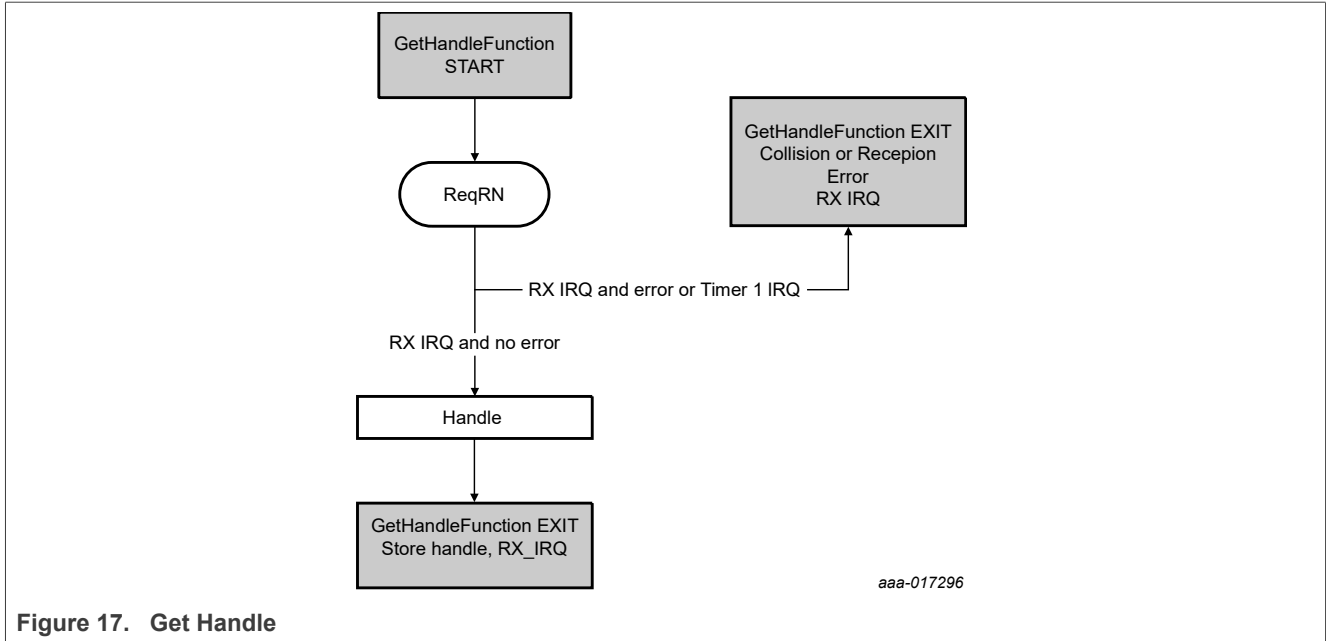 GetHandleFunction
START
GetHandleFunction EXIT
Collision or Recepion
Error
RX IRQ
ReqRN
RX IRQ and error or Timer 1 IRQ
RX IRQ and no error
Handle
GetHandleFunction EXIT
Store handle, RX_IRQ
aaa-017296
Figure 17. Get Handle